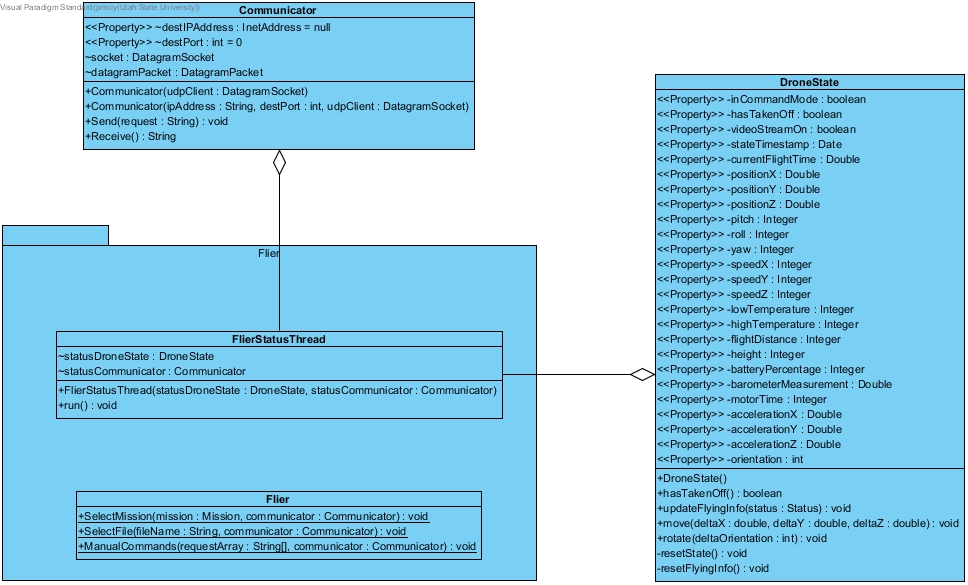 Visual Paradigm Standard(princy(Utah State University))
Communicator
<<Property>> ~destIPAddress : InetAddress = null
<<Property>> ~destPort : int = 0
~socket : DatagramSocket
~datagramPacket : DatagramPacket
+Communicator(udpClient : DatagramSocket)
+Communicator(ipAddress : String, destPort : int, udpClient : DatagramSocket)
+Send(request : String) : void
+Receive() : String
DroneState
<<Property>> -inCommandMode : boolean
<<Property>> -hasTakenOff : boolean
<<Property>> -videoStreamOn : boolean
<<Property>> -stateTimestamp : Date
<<Property>> -currentFlightTime : Double
<<Property>> -positionX : Double
<<Property>> -positionY : Double
<<Property>> -positionZ : Double
<<Property>> -pitch : Integer
<<Property>> -roll : Integer
<<Property>> -yaw : Integer
<<Property>> -speedX : Integer
<<Property>> -speedY : Integer
<<Property>> -speedZ : Integer
<<Property>> -lowTemperature : Integer
<<Property>> -highTemperature : Integer
<<Property>> -flightDistance : Integer
<<Property>> -height : Integer
<<Property>> -batteryPercentage : Integer
<<Property>> -barometerMeasurement : Double
<<Property>> -motorTime : Integer
<<Property>> -accelerationX : Double
<<Property>> -accelerationY : Double
<<Property>> -accelerationZ : Double
<<Property>> -orientation : int
+DroneState()
+hasTakenOff() : boolean
+updateFlyingInfo(status : Status) : void
+move(deltaX : double, deltaY : double, deltaZ : double) : void
+rotate(deltaOrientation : int) : void
-resetState() : void
-resetFlyingInfo() : void
Flier
FlierStatusThread
~statusDroneState : DroneState
~statusCommunicator : Communicator
+FlierStatusThread(statusDroneState : DroneState, statusCommunicator : Communicator)
+run() : void
Flier
+SelectMission(mission : Mission, communicator : Communicator) : void
+SelectFile(fileName : String, communicator : Communicator) : void
+ManualCommands(requestArray : String[], communicator : Communicator) : void